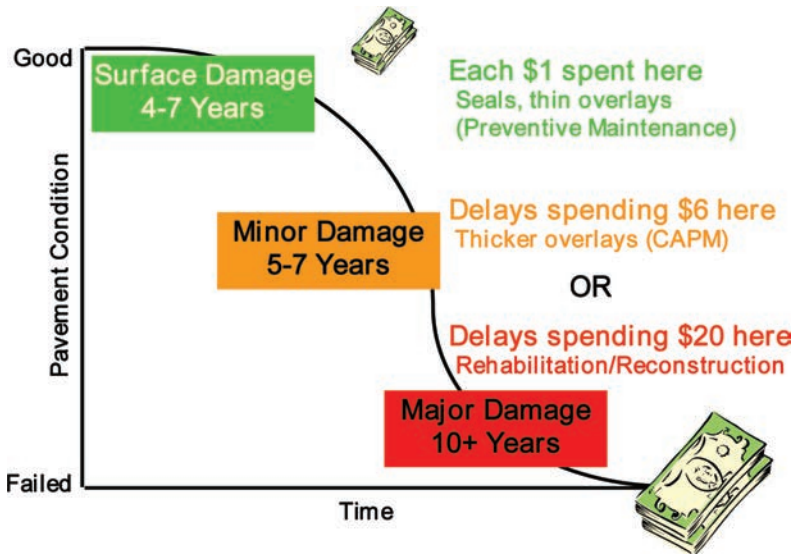 Good
Surface Damage
4-7 Years
Each $1 spent here
Seals, thin overlays
(Preventive Maintenance)
Pavement Condition
Minor Damage
5-7 Years
Delays spending $6 here
Thicker overlays (CAPM)
OR
Delays spending $20 here
Rehabilitation/Reconstruction
Major Damage
10+ Years
Failed
Time